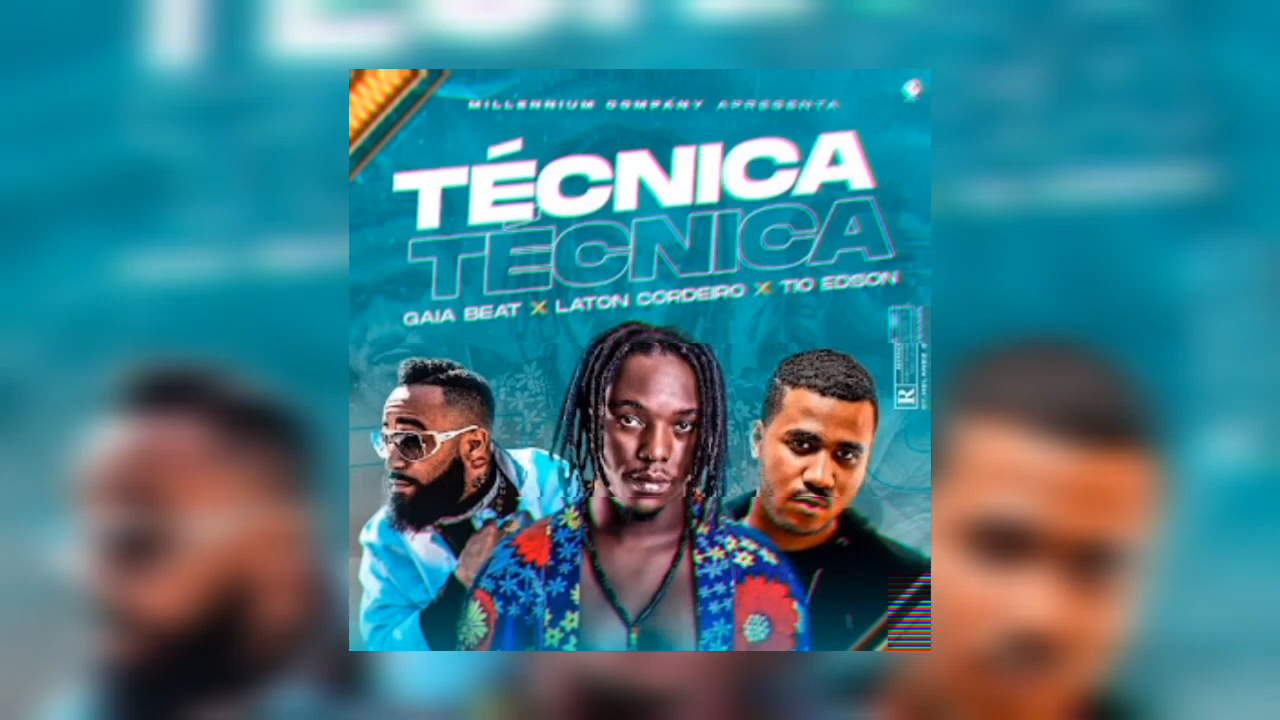 MILLENNIUM COMPANY APRESENTA
TÉCNICA
TÉCNICA
GAIA BEAT X LATON CORDEIRO X TIO EDSON
R